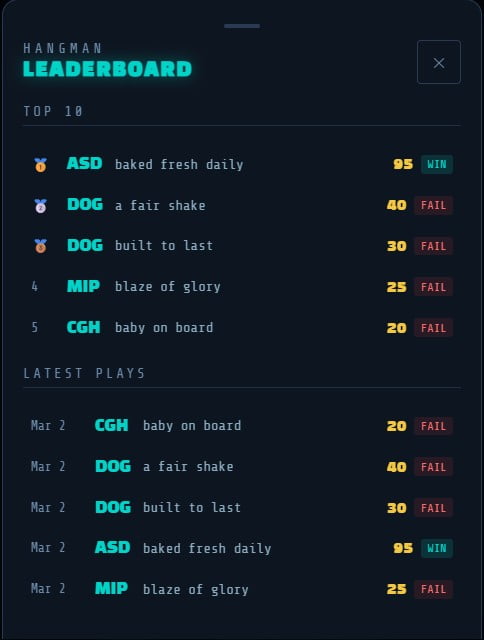 HANGMAN
LEADERBOARD
TOP 10
1 ASD baked fresh daily 95 WIN
2 DOG a fair shake 40 FAIL
3 DOG built to last 30 FAIL
4 MIP blaze of glory 25 FAIL
5 CGH baby on board 20 FAIL
LATEST PLAYS
Mar 2 CGH baby on board 20 FAIL
Mar 2 DOG a fair shake 40 FAIL
Mar 2 DOG built to last 30 FAIL
Mar 2 ASD baked fresh daily 95 WIN
Mar 2 MIP blaze of glory 25 FAIL